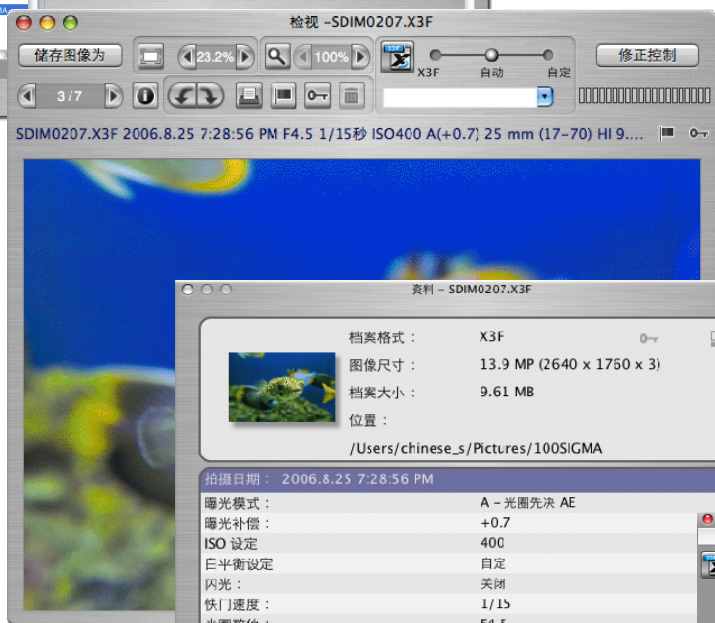 检视 –SDIM0207.X3F
储存图像为
23.2%
100%
X3F
自动
自定
修正控制
3/7
SDIM0207.X3F 2006.8.25 7:28:56 PM F4.5 1/15秒 ISO400 A(+0.7) 25 mm (17–70) HI 9....
资料 – SDIM0207.X3F
档案格式： X3F
图像尺寸： 13.9 MP (2640 x 1760 x 3)
档案大小： 9.61 MB
位置：
/Users/chinese_s/Pictures/100SIGMA
拍摄日期： 2006.8.25 7:28:56 PM
曝光模式： A – 光圈先决 AE
曝光补偿： +0.7
ISO 设定 400
白平衡设定 自定
闪光： 关闭
快门速度： 1/15